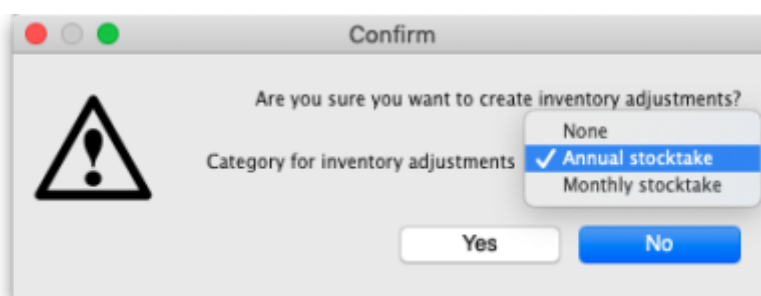 Confirm
Are you sure you want to create inventory adjustments?
None
Category for inventory adjustments ✓ Annual stocktake
Monthly stocktake
Yes No